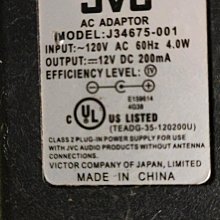 JVC
AC ADAPTOR
MODEL:J34675-001
INPUT:~120V AC 60Hz 4.0W
OUTPUT:⎓12V DC 200mA
EFFICIENCY LEVEL: IV
E159614
4G38
C UL US LISTED
(TEADG-35-120200U)
CLASS 2 PLUG-IN POWER SUPPLY FOR USE
WITH JVC AUDIO PRODUCTS WITHOUT ANTENNA
CONNECTIONS.
VICTOR COMPANY OF JAPAN, LIMITED
MADE IN CHINA